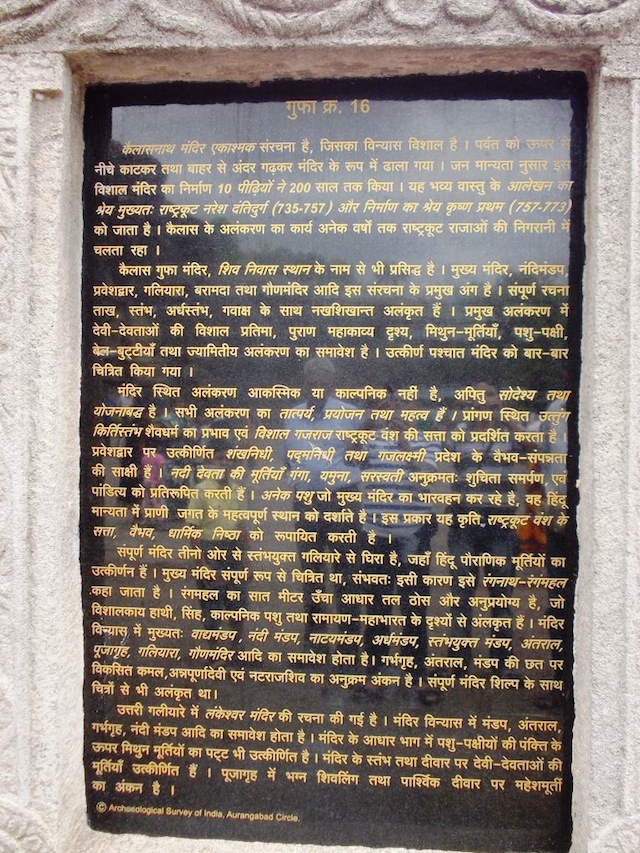 गुफा क्र. 16
कैलासनाथ मंदिर एकाश्मक संरचना है, जिसका विन्यास विशाल है । पर्वत को ऊपर से
नीचे काटकर तथा बाहर से अंदर गढ़कर मंदिर के रूप में ढाला गया । जन मान्यता नुसार इस
विशाल मंदिर का निर्माण 10 पीढ़ियों ने 200 साल तक किया । यह भव्य वास्तु के आलेखन का
श्रेय मुख्यतः राष्ट्रकूट नरेश दंतिदुर्ग (735-757) और निर्माण का श्रेय कृष्ण प्रथम (757-773)
को जाता है । कैलास के अलंकरण का कार्य अनेक वर्षो तक राष्ट्रकूट राजाओं की निगरानी में
चलता रहा ।
कैलास गुफा मंदिर, शिव निवास स्थान के नाम से भी प्रसिद्ध है । मुख्य मंदिर, नंदिमंडप,
प्रवेशद्वार, गलियारा, बरामदा तथा गौणमंदिर आदि इस संरचना के प्रमुख अंग है । संपूर्ण रचना
ताख, स्तंभ, अर्धस्तंभ, गवाक्ष के साथ नखशिखान्त अलंकृत हैं । प्रमुख अलंकरण में
देवी-देवताओं की विशाल प्रतिमा, पुराण महाकाव्य दृश्य, मिथुन-मूर्तियाँ, पशु-पक्षी,
बेल-बुट्टीयाँ तथा ज्यामितीय अलंकरण का समावेश है । उत्कीर्ण पश्चात मंदिर को बार-बार
चित्रित किया गया ।
मंदिर स्थित अलंकरण आकस्मिक या काल्पनिक नहीं है, अपितु सोदेश्य तथा
योजनाबद्ध है । सभी अलंकरण का तात्पर्य, प्रयोजन तथा महत्व हैं । प्रांगण स्थित उत्तुंग
किर्तिस्तंभ शैवधर्म का प्रभाव एवं विशाल गजराज राष्ट्रकूट वंश की सत्ता को प्रदर्शित करता है ।
प्रवेशद्वार पर उत्कीर्णित शंखनिधी, पद्मनिधी तथा गजलक्ष्मी प्रदेश के वैभव-संपन्नता
की साक्षी हैं । नदी देवता की मूर्तियाँ गंगा, यमुना, सरस्वती अनुक्रमतः शुचिता समर्पण, एवं
पांडित्य को प्रतिरूपित करती हैं । अनेक पशु जो मुख्य मंदिर का भारवहन कर रहे है, वह हिंदू
मान्यता में प्राणी जगत के महत्वपूर्ण स्थान को दर्शाते है । इस प्रकार यह कृति राष्ट्रकूट वंश के
सत्ता, वैभव, धार्मिक निष्ठा को रूपायित करती है ।
संपूर्ण मंदिर तीनो ओर से स्तंभयुक्त गलियारे से घिरा है, जहाँ हिंदू पौराणिक मूर्तियों का
उत्कीर्णन हैं । मुख्य मंदिर संपूर्ण रूप से चित्रित था, संभवतः इसी कारण इसे रंगनाथ-रंगमहल
कहा जाता है । रंगमहल का सात मीटर उँचा आधार तल ठोस और अनुप्रयोग्य है, जो
विशालकाय हाथी, सिंह, काल्पनिक पशु तथा रामायण-महाभारत के दृश्यों से अंलकृत हैं । मंदिर
विन्यास में मुख्यतः वाद्यमंडप, नंदी मंडप, नाटयमंडप, अर्धमंडप, स्तंभयुक्त मंडप, अंतराल,
पूजागृह, गलियारा, गौणमंदिर आदि का समावेश होता है। गर्भगृह, अंतराल, मंडप की छत पर
विकसित कमल,अन्नपूर्णादेवी एवं नटराजशिव का अनुक्रम अंकन है । संपूर्ण मंदिर शिल्प के साथ
चित्रों से भी अलंकृत था।
उत्तरी गलीयारे में लंकेश्वर मंदिर की रचना की गई है । मंदिर विन्यास में मंडप, अंतराल,
गर्भगृह, नंदी मंडप आदि का समावेश होता है। मंदिर के आधार भाग में पशु-पक्षीयों की पंक्ति के
ऊपर मिथुन मूर्तियों का पट्ट भी उत्कीर्णित है । मंदिर के स्तंभ तथा दीवार पर देवी-देवताओं की
मूर्तियाँ उत्कीर्णित हैं । पूजागृह में भग्न शिवलिंग तथा पार्श्विक दीवार पर महेशमूर्ती
का अंकन है ।
© Archaeological Survey of India, Aurangabad Circle.